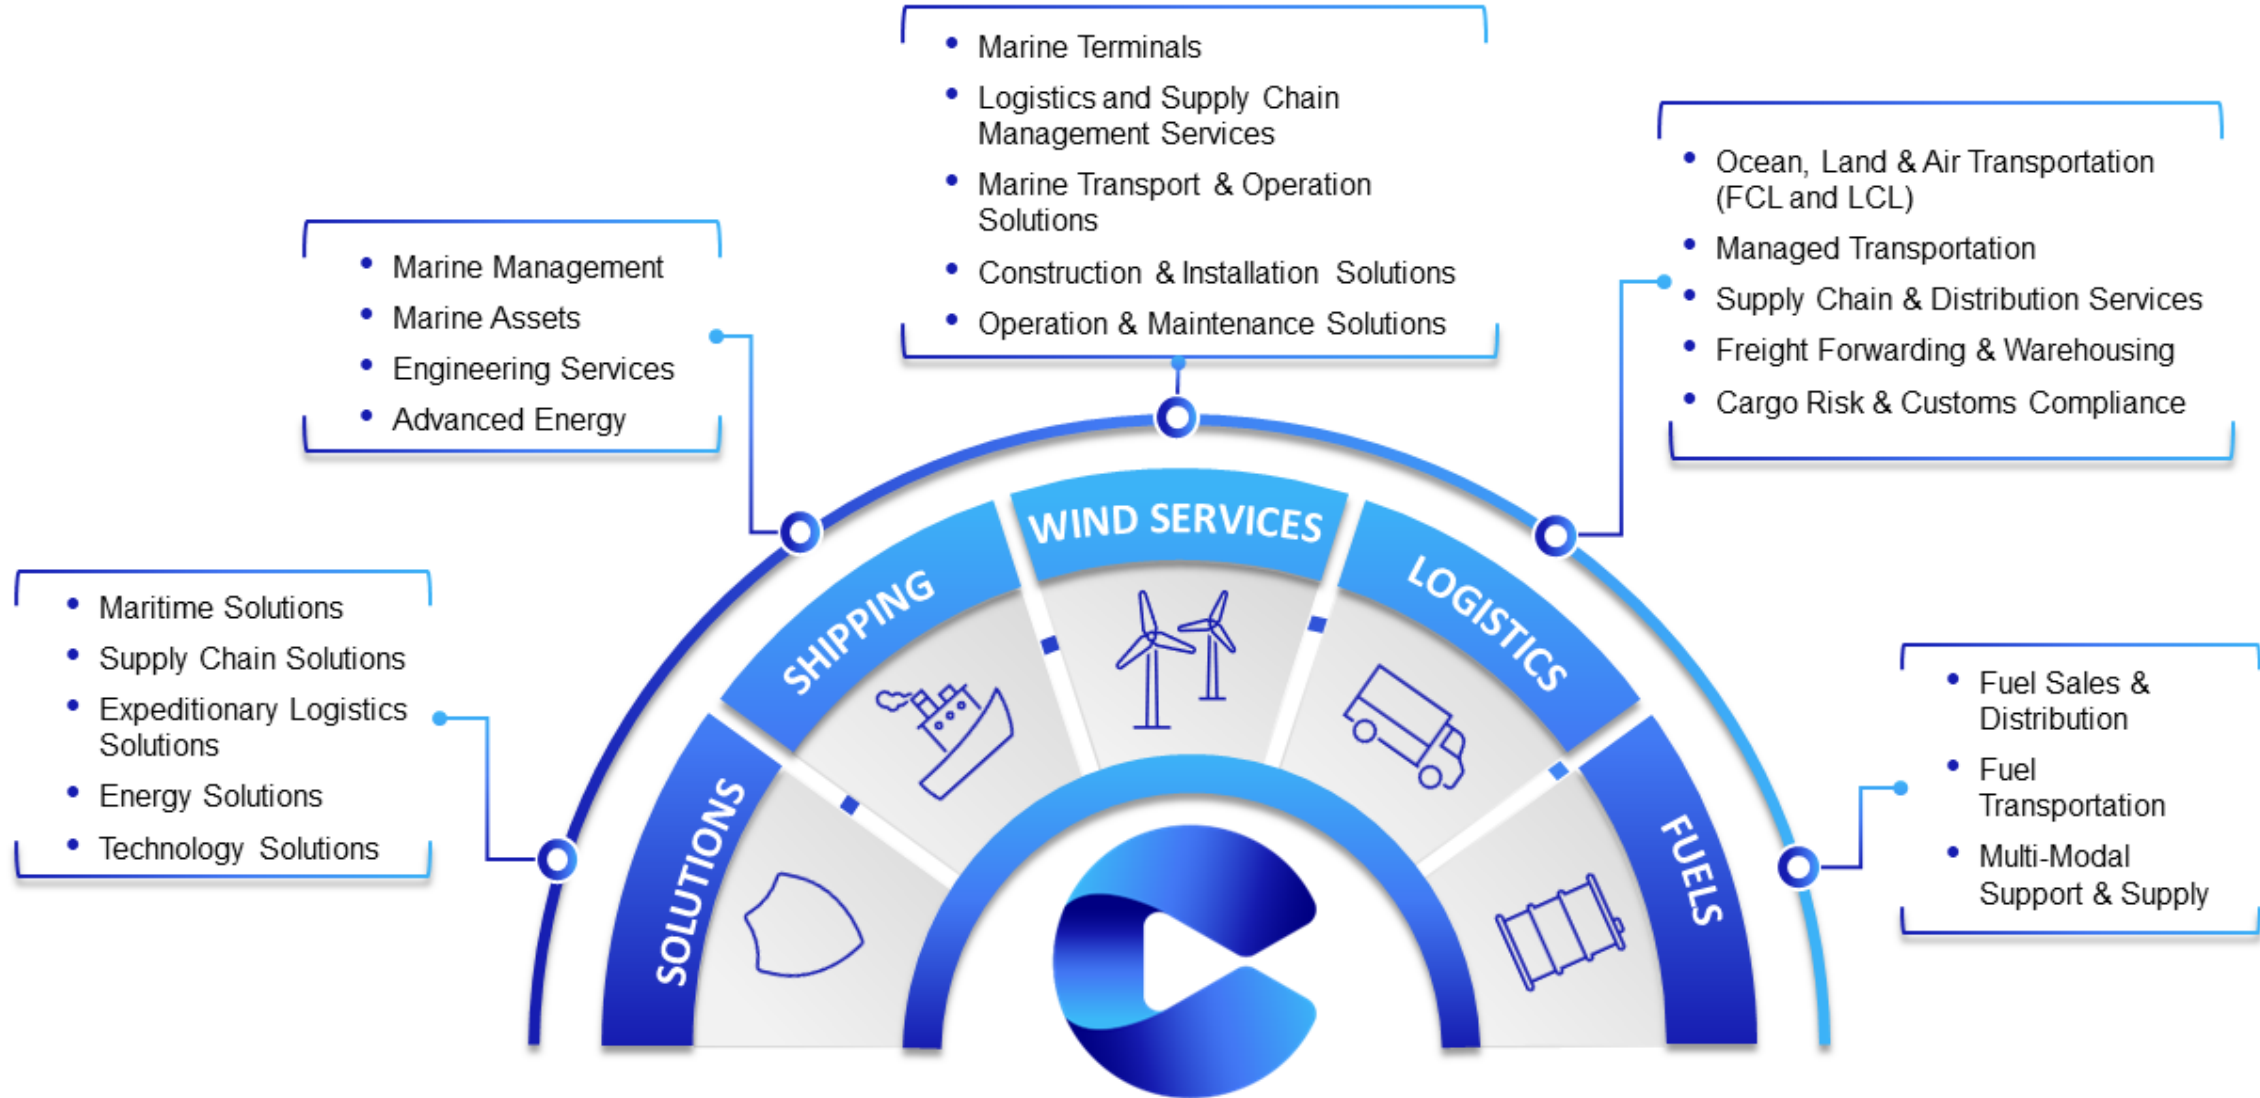 • Marine Terminals
• Logistics and Supply Chain
Management Services
• Marine Transport & Operation
Solutions
• Construction & Installation Solutions
• Operation & Maintenance Solutions
• Ocean, Land & Air Transportation
(FCL and LCL)
• Managed Transportation
• Supply Chain & Distribution Services
• Freight Forwarding & Warehousing
• Cargo Risk & Customs Compliance
• Marine Management
• Marine Assets
• Engineering Services
• Advanced Energy
• Maritime Solutions
• Supply Chain Solutions
• Expeditionary Logistics
Solutions
• Energy Solutions
• Technology Solutions
• Fuel Sales &
Distribution
• Fuel
Transportation
• Multi-Modal
Support & Supply
SOLUTIONS
SHIPPING
WIND SERVICES
LOGISTICS
FUELS